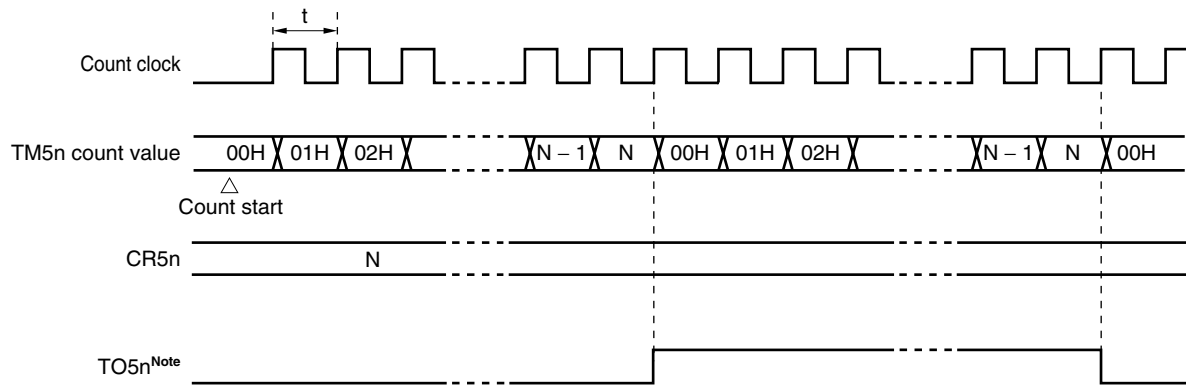 t
Count clock
TM5n count value 00H 01H 02H N – 1 N 00H 01H 02H N – 1 N 00H
Count start
CR5n N
TO5nNote